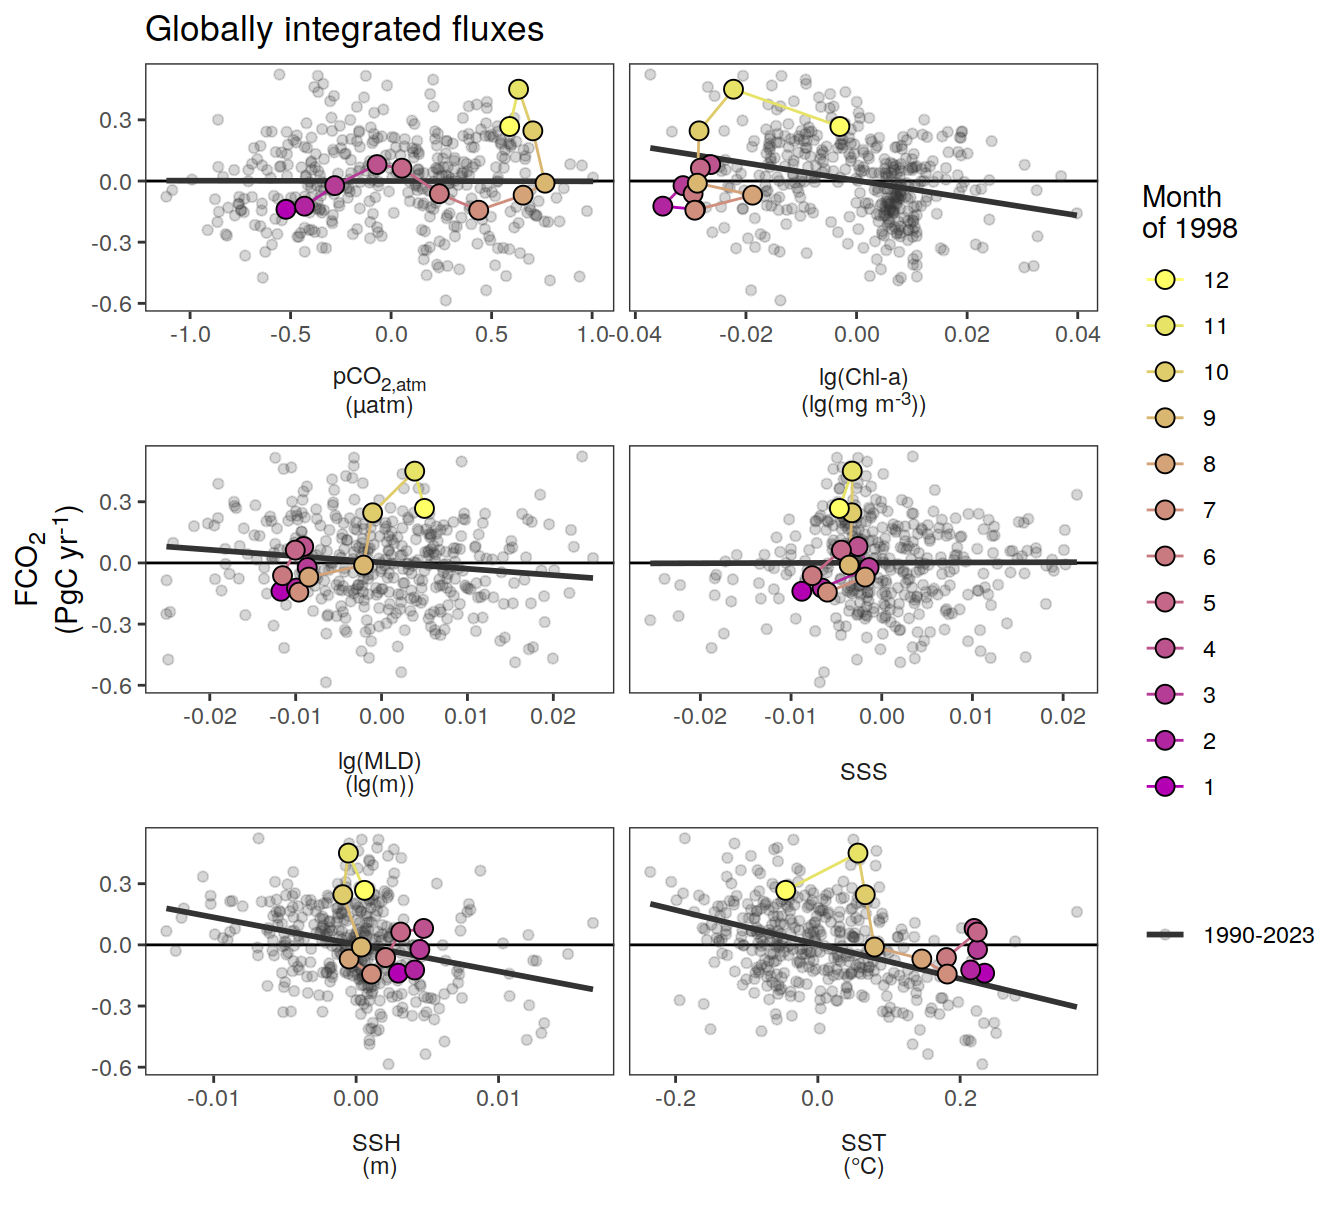 Globally integrated fluxes
0.3
0.0
-0.3
-0.6
-1.0 -0.5 0.0 0.5 1.0
-0.04 -0.02 0.00 0.02 0.04
pCO2,atm
(µatm)
lg(Chl-a)
(lg(mg m-3))
FCO2
(PgC yr-1)
0.3
0.0
-0.3
-0.6
-0.02 -0.01 0.00 0.01 0.02
-0.02 -0.01 0.00 0.01 0.02
lg(MLD)
(lg(m))
SSS
0.3
0.0
-0.3
-0.6
-0.01 0.00 0.01
-0.2 0.0 0.2
SSH
(m)
SST
(°C)
Month
of 1998
12
11
10
9
8
7
6
5
4
3
2
1
1990-2023